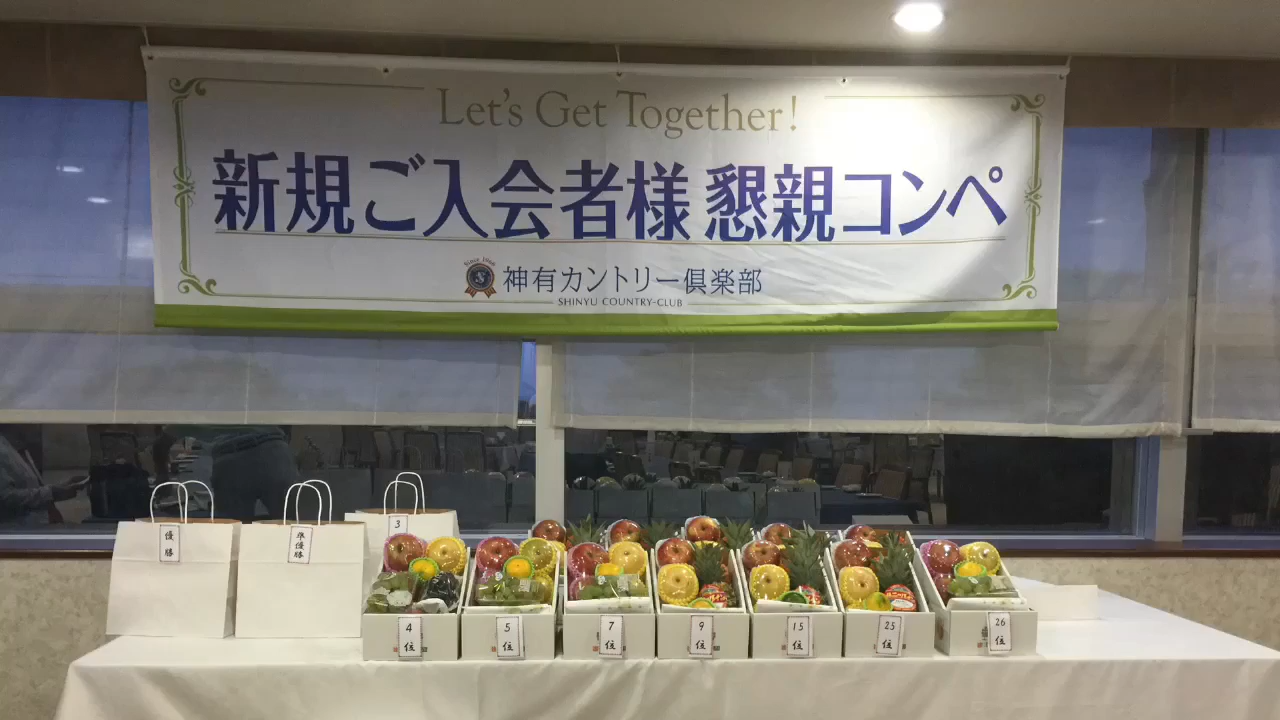 Let's Get Together!
新規ご入会者様 懇親コンペ
Since 1966
神有カントリー倶楽部
SHINYU COUNTRY-CLUB
優勝
準優勝
3
4位
5位
7位
9位
15位
25位
26位